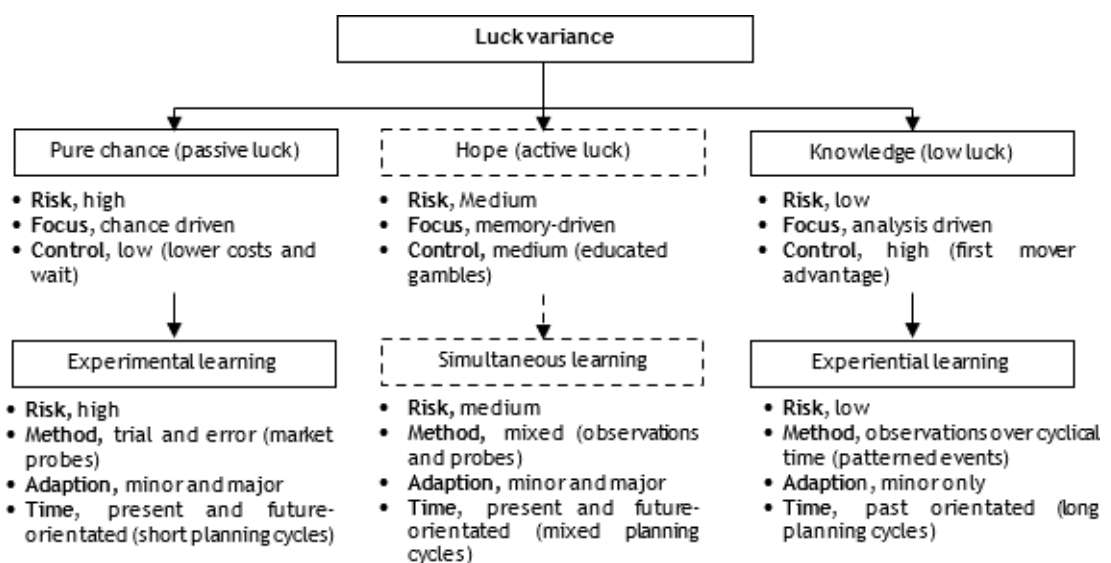 Luck variance
Pure chance (passive luck)
• Risk, high
• Focus, chance driven
• Control, low (lower costs and
wait)
Hope (active luck)
• Risk, Medium
• Focus, memory-driven
• Control, medium (educated
gambles)
Knowledge (low luck)
• Risk, low
• Focus, analysis driven
• Control, high (first mover
advantage)
Experimental learning
• Risk, high
• Method, trial and error (market
probes)
• Adaption, minor and major
• Time, present and future-
orientated (short planning cycles)
Simultaneous learning
• Risk, medium
• Method, mixed (observations
and probes)
• Adaption, minor and major
• Time, present and future-
orientated (mixed planning
cycles)
Experiential learning
• Risk, low
• Method, observations over cyclical
time (patterned events)
• Adaption, minor only
• Time, past orientated (long
planning cycles)